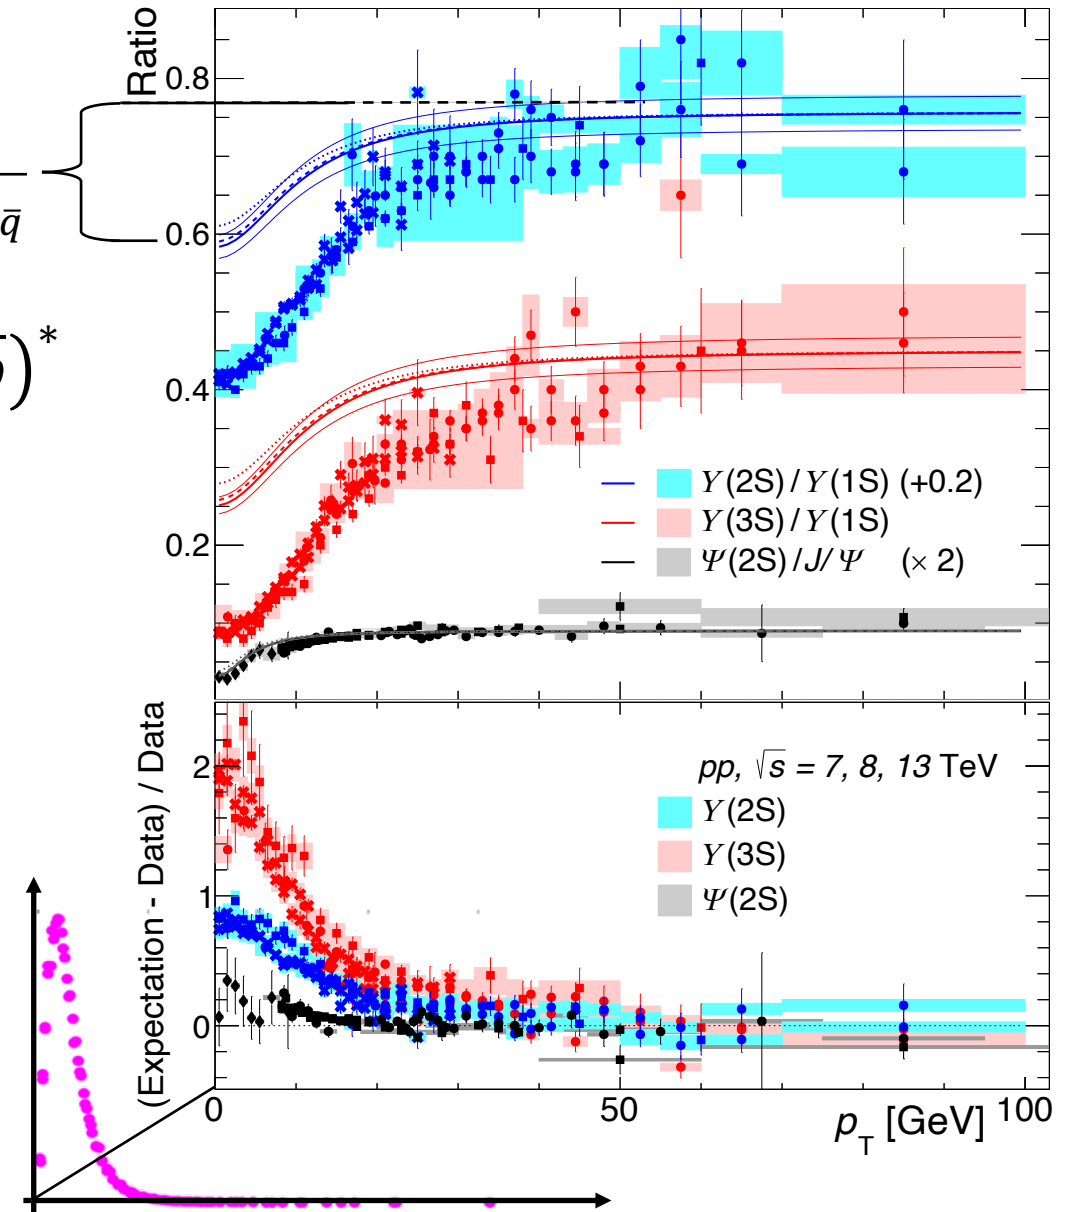 Ratio
0.8
0.6
0.4
0.2
q̄
)*
ϒ(2S) / ϒ(1S) (+0.2)
ϒ(3S) / ϒ(1S)
Ψ(2S) / J/Ψ (× 2)
(Expectation - Data) / Data
2
1
0
pp, √s = 7, 8, 13 TeV
ϒ(2S)
ϒ(3S)
Ψ(2S)
0
50
100
p_T [GeV]